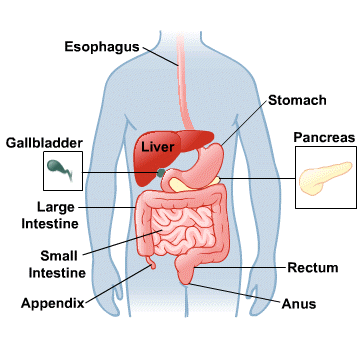 Esophagus
Stomach
Gallbladder
Liver
Pancreas
Large
Intestine
Small
Intestine
Rectum
Appendix
Anus